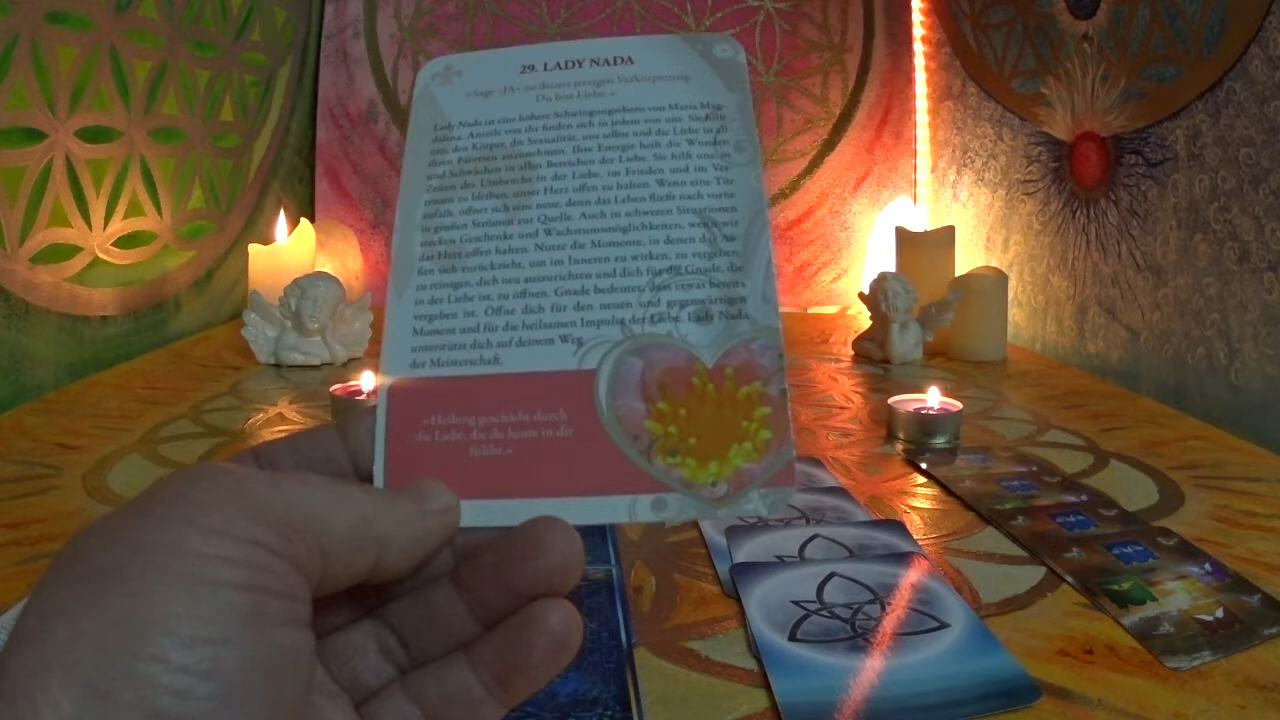 29. LADY NADA
»Sage »JA« zu deiner jetzigen Verkörperung.
Du bist Liebe.«
Lady Nada ist eine höhere Schwingungsebene von Maria Mag-
dalena. Anteile von ihr finden sich in jedem von uns. Sie hilft
uns, den Körper, die Sexualität, uns selbst und die Liebe in all
ihren Facetten anzunehmen. Ihre Energie heilt die Wunden
und Schwächen in allen Bereichen der Liebe. Sie hilft uns, in
Zeiten des Umbruchs in der Liebe, im Frieden und im Ver-
trauen zu bleiben, unser Herz offen zu halten. Wenn eine Tür
zufällt, öffnet sich eine neue, denn das Leben fließt nach vorne
in großen Strömen zur Quelle. Auch in schweren Situationen
stecken Geschenke und Wachstumsmöglichkeiten, wenn wir
das Herz offen halten. Nutze die Momente, in denen das Au-
ßen sich zurückzieht, um im Inneren zu wirken, zu vergeben,
zu reinigen, dich neu auszurichten und dich für die Gnade, die
in der Liebe ist, zu öffnen. Gnade bedeutet, dass etwas bereits
vergeben ist. Öffne dich für den neuen und gegenwärtigen
Moment und für die heilsamen Impulse der Liebe. Lady Nada
unterstützt dich auf deinem Weg
der Meisterschaft.
»Heilung geschieht durch
die Liebe, die du heute in dir
fühlst.«